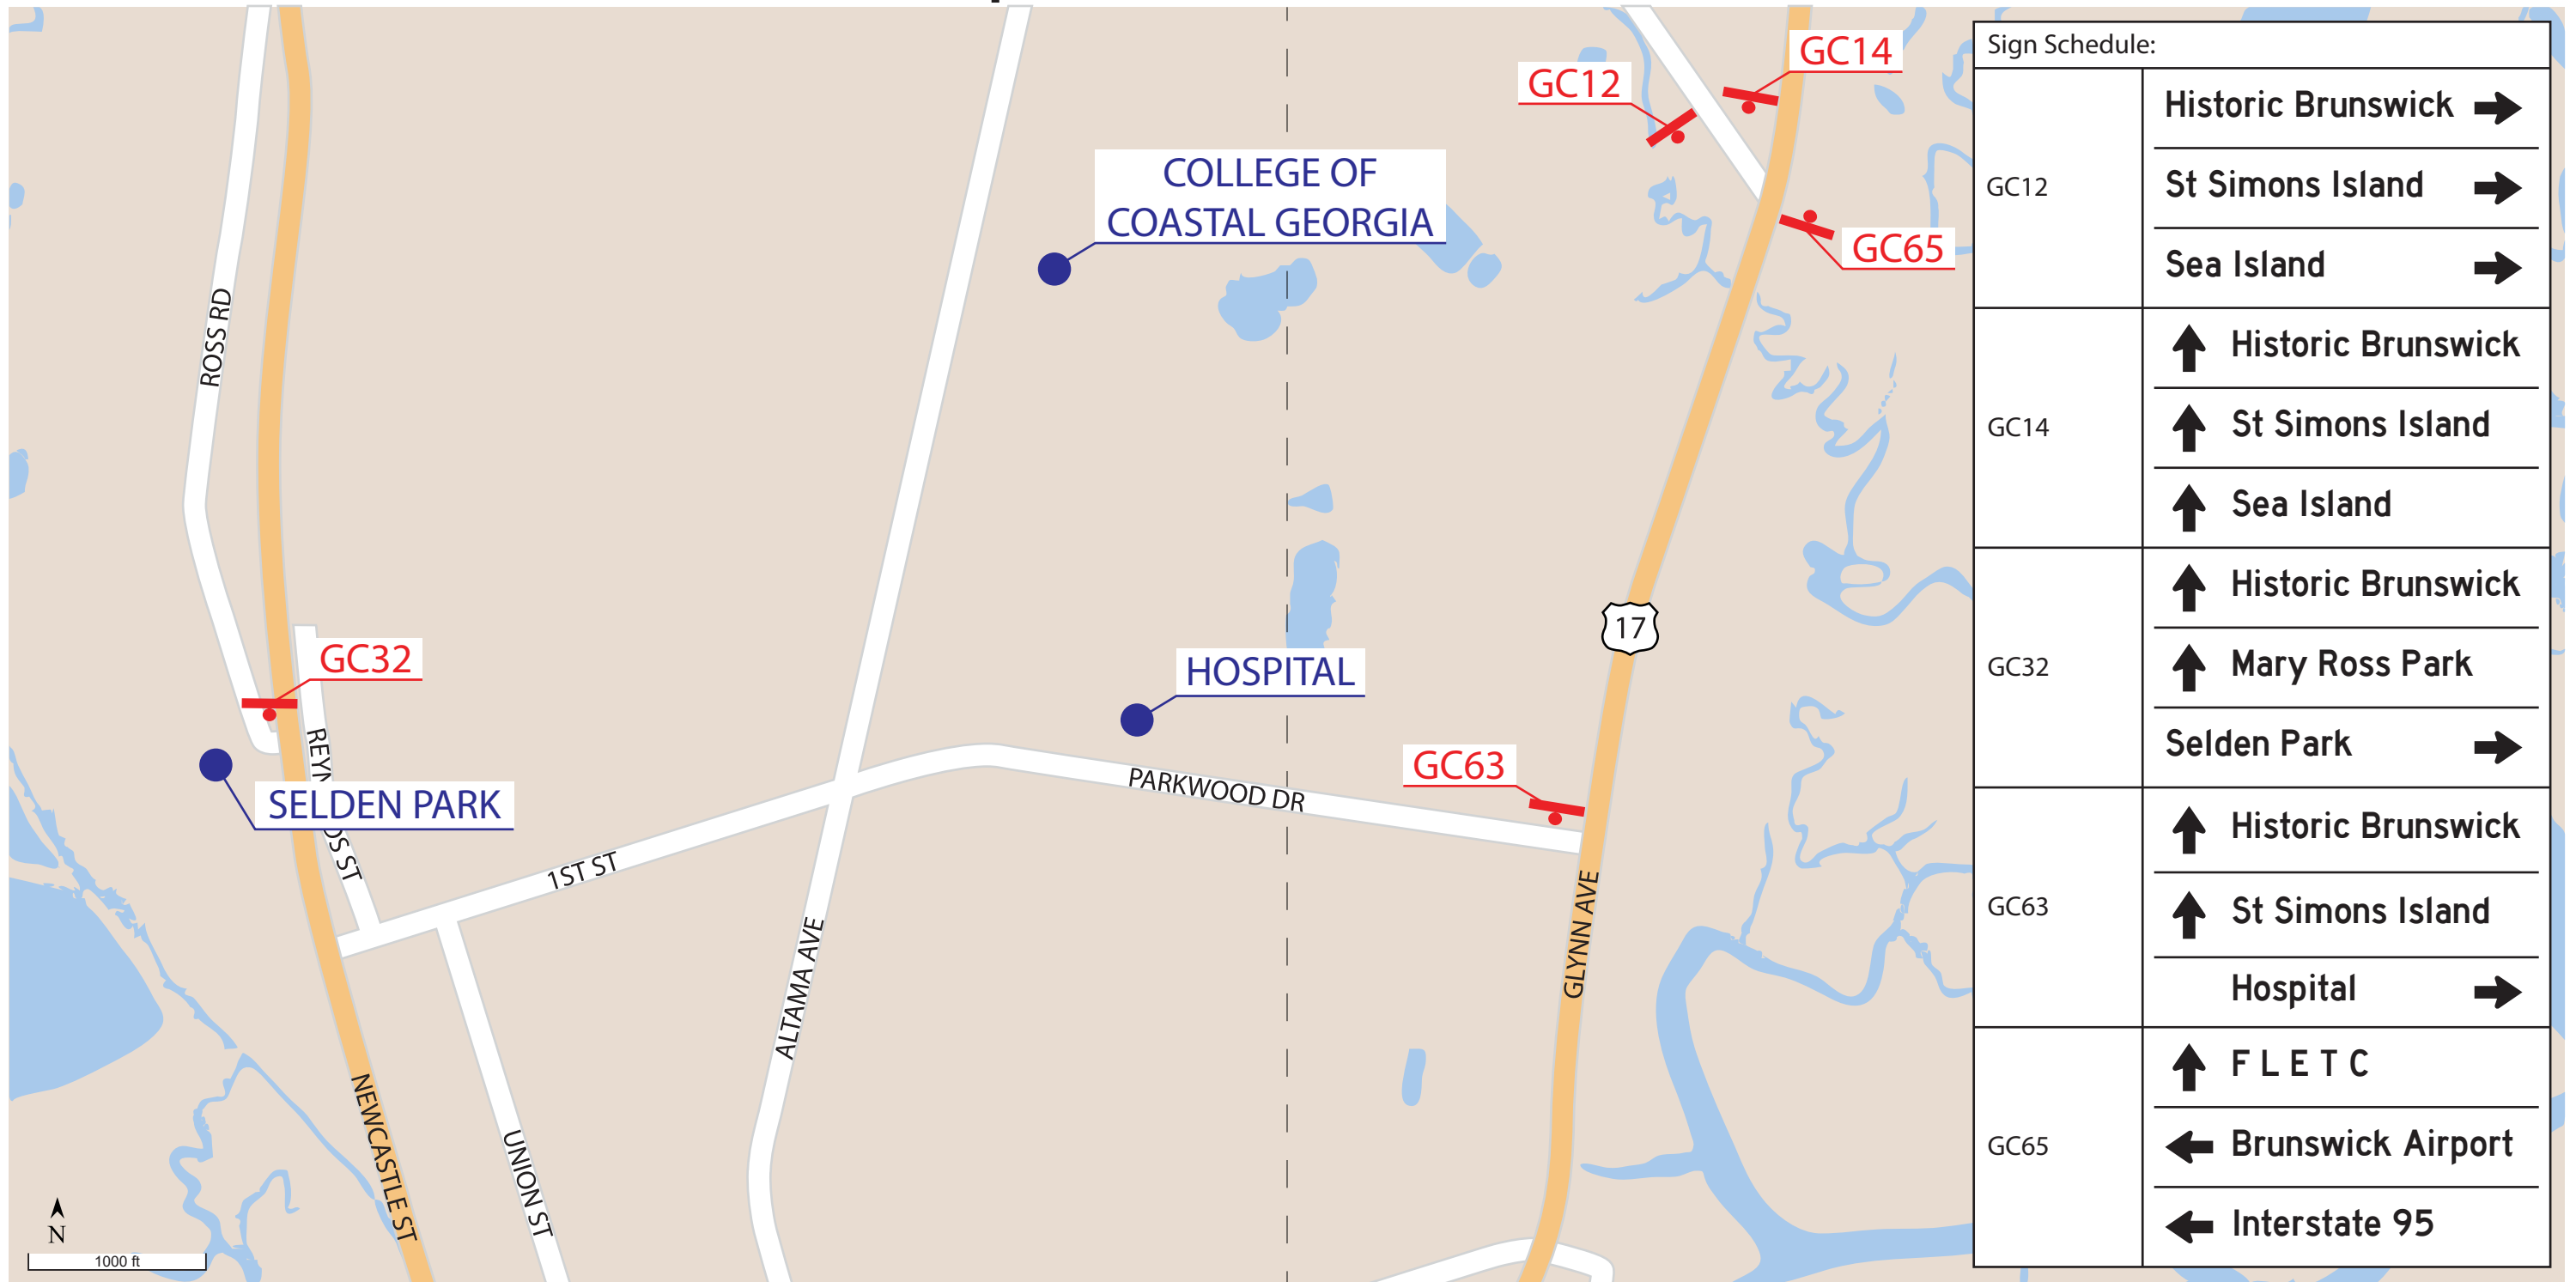 GC14
GC12
COLLEGE OF
COASTAL GEORGIA
GC65
ROSS RD
17
GC32
HOSPITAL
GC63
PARKWOOD DR
SELDEN PARK
1ST ST
GLYNN AVE
ALTAMA AVE
NEWCASTLE ST
UNION ST
N
1000 ft
Sign Schedule:
GC12
Historic Brunswick
St Simons Island
Sea Island
GC14
Historic Brunswick
St Simons Island
Sea Island
GC32
Historic Brunswick
Mary Ross Park
Selden Park
GC63
Historic Brunswick
St Simons Island
Hospital
GC65
F L E T C
Brunswick Airport
Interstate 95